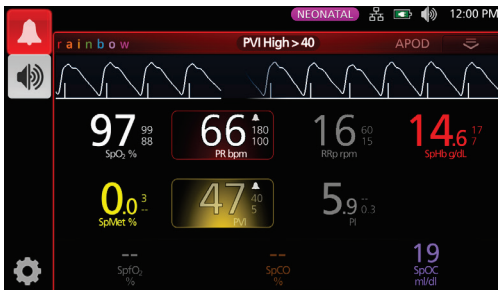 NEONATAL 12:00 PM
rainbow PVI High > 40 APOD
97 99 88 SpO₂ %
66 180 100 PR bpm
16 60 15 RRp rpm
14.6 17 7 SpHb g/dL
0.0 3 -- SpMet %
47 40 5 PVI
5.9 -- 0.3 PI
-- SpfO₂ %
-- SpCO %
19 SpOC ml/dl